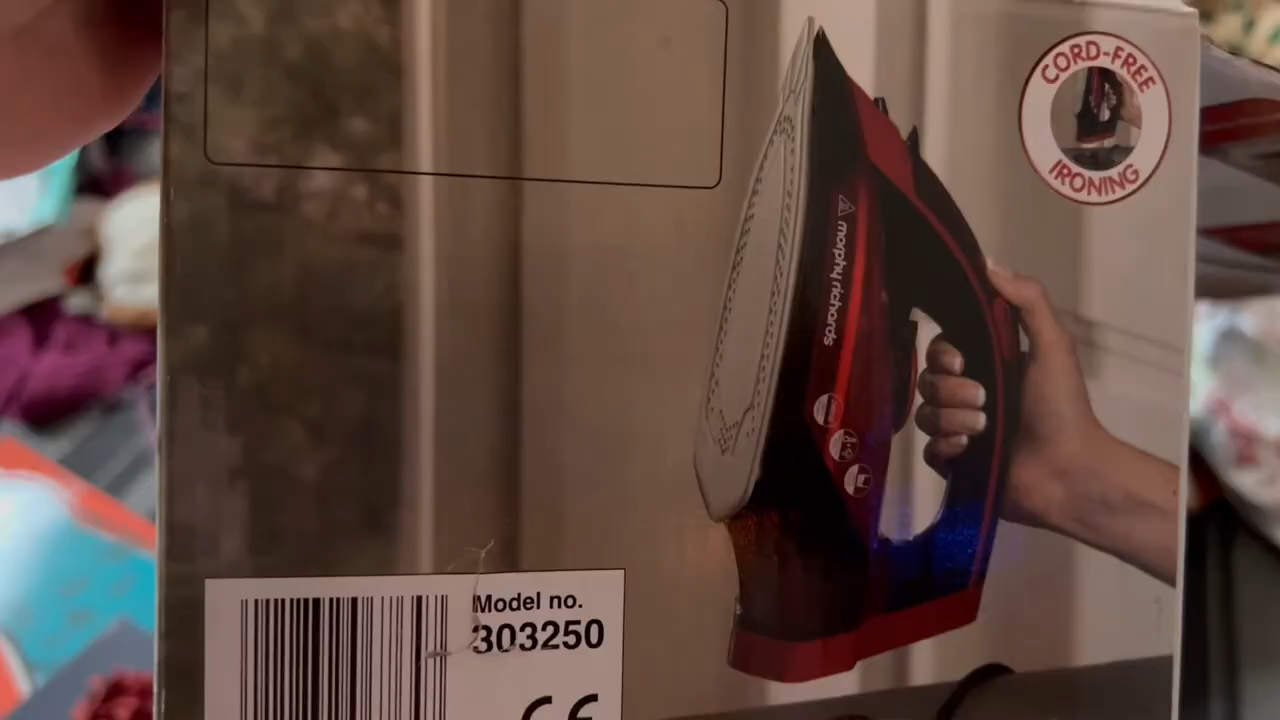 CORD-FREE
IRONING
morphy richards
Model no.
303250
CE